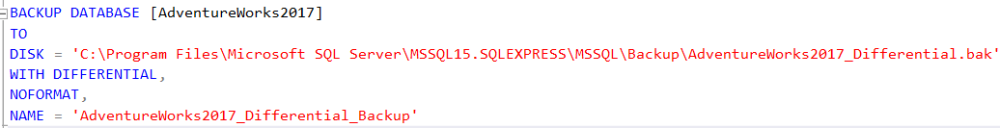 BACKUP DATABASE [AdventureWorks2017]
TO
DISK = 'C:\Program Files\Microsoft SQL Server\MSSQL15.SQLEXPRESS\MSSQL\Backup\AdventureWorks2017_Differential.bak'
WITH DIFFERENTIAL,
NOFORMAT,
NAME = 'AdventureWorks2017_Differential_Backup'